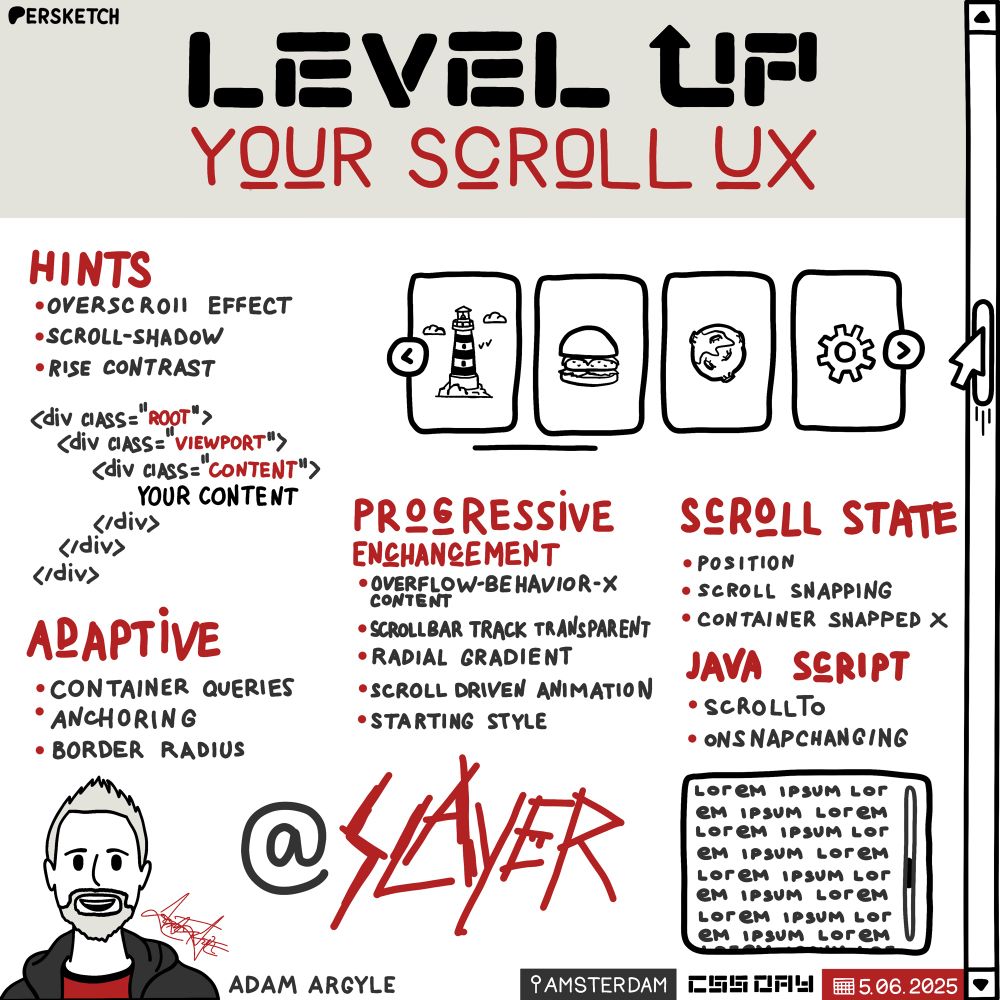 PERSKETCH
LEVEL UP
YOUR SCROLL UX
HINTS
• OVERSCROll EFFECT
• SCROLL-SHADOW
• RISE CONTRAST
<div class="ROOT">
<div class="VIEWPORT">
<div class="CONTENT">
YOUR CONTENT
</div>
</div>
</div>
ADAPTiVE
• CONTAINER QUERIES
• ANCHORING
• BORDER RADIUS
PROGRESSiVE
ENCHANCEMENT
• OVERFLOW-BEHAVIOR-X
CONTENT
• SCROLLBAR TRACK TRANSPARENT
• RADIAL GRADIENT
• SCROLL DRIVEN ANIMATION
• STARTING STYLE
SCROLL STATE
• POSITION
• SCROLL SNAPPING
• CONTAINER SNAPPED X
JAVA SCRIPT
• SCROLLTO
• ONSNAPCHANGING
LOREM IPSUM LOR
EM IPSUM LOREM
LOREM IPSUM LOR
EM IPSUM LOREM
LOREM IPSUM LOR
EM IPSUM LOREM
LOREM IPSUM LOR
EM IPSUM LOREM
@SLAYER
ADAM ARGYLE
AMSTERDAM
CSS DAY
5.06.2025